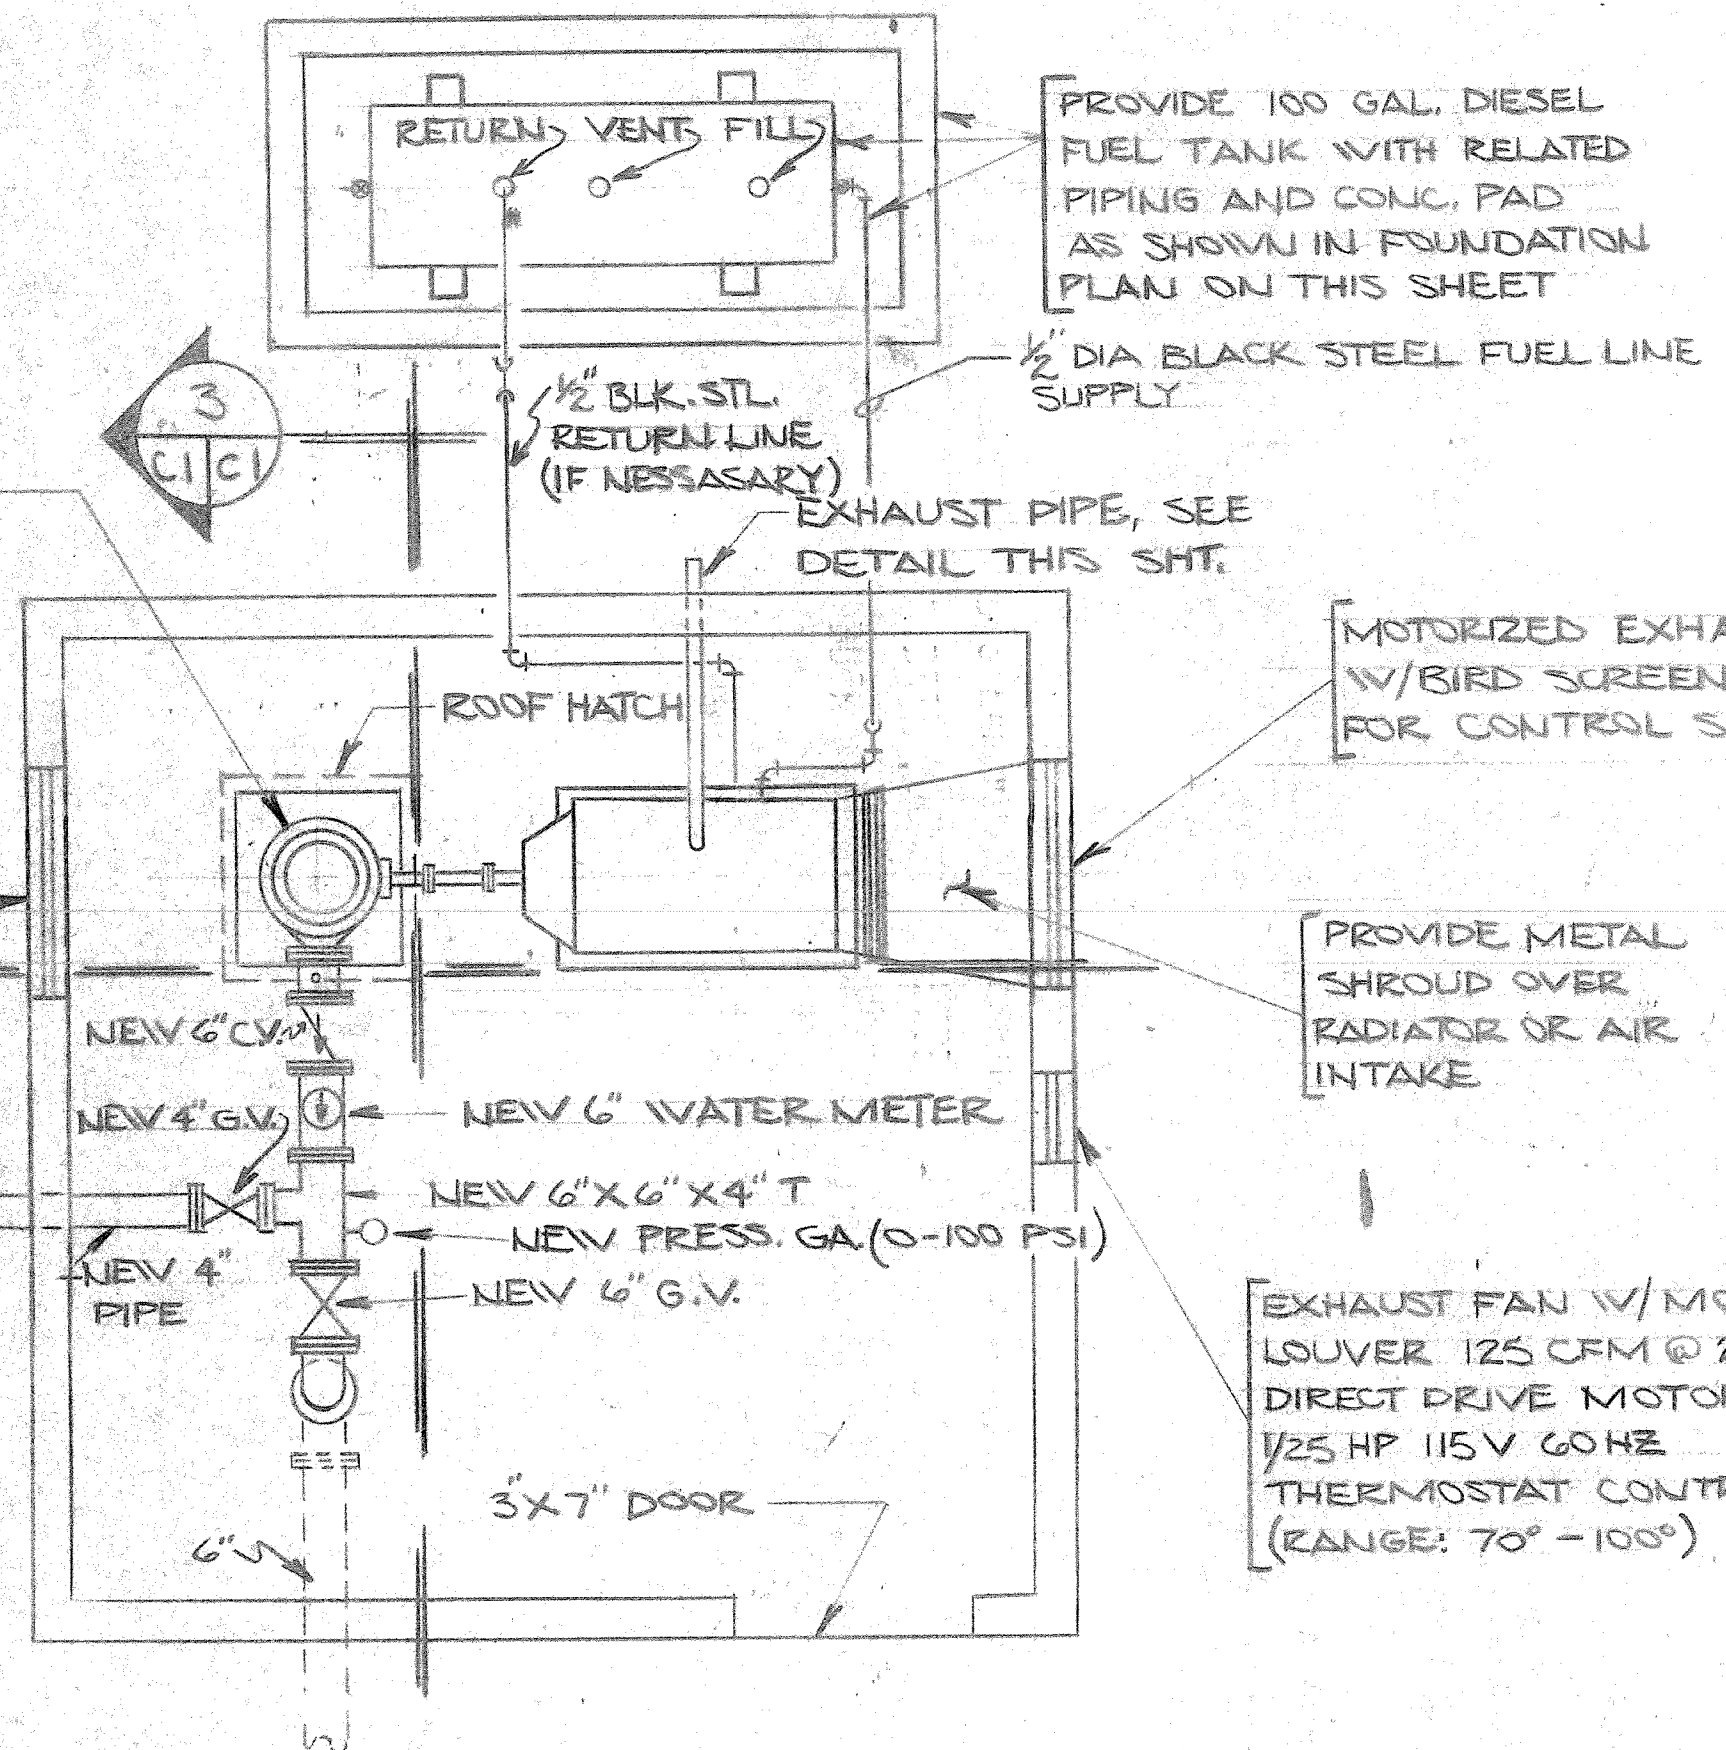 RETURN VENT FILL
PROVIDE 100 GAL. DIESEL
FUEL TANK WITH RELATED
PIPING AND CONC. PAD
AS SHOWN IN FOUNDATION
PLAN ON THIS SHEET
1/2" DIA BLACK STEEL FUEL LINE
SUPPLY
3
C1 C1
1/2" BLK. STL.
RETURN LINE
(IF NESSASARY)
EXHAUST PIPE, SEE
DETAIL THIS SHT.
MOTORIZED
W/BIRD SCREEN
FOR CONTROL
ROOF HATCH
PROVIDE METAL
SHROUD OVER
RADIATOR OR AIR
INTAKE
NEW 6" C.V.
NEW 4" G.V.
NEW 6" WATER METER
NEW 6"X6"X4" T
NEW PRESS. GA. (0-100 PSI)
NEW 4"
PIPE
NEW 6" G.V.
EXHAUST FAN W/
LOUVER 125 CFM @
DIRECT DRIVE
1/25 HP 115 V 60 HZ
THERMOSTAT
(RANGE: 70° - 100°)
3"X7" DOOR
6"